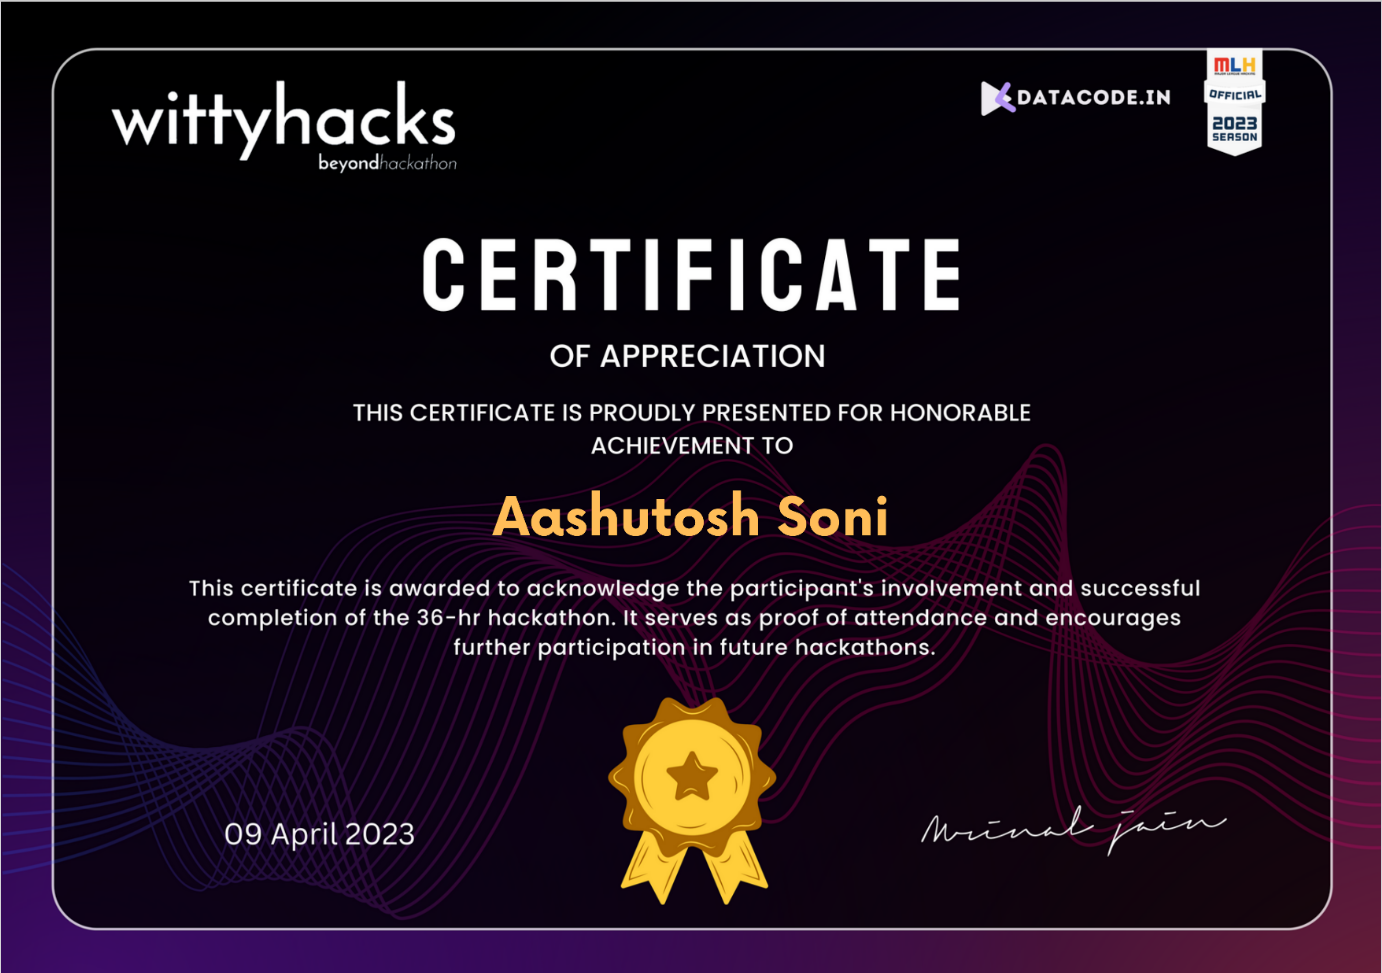 wittyhacks
beyondhackathon
DATACODE.IN
MLH
MAJOR LEAGUE HACKING
OFFICIAL
2023
SEASON
CERTIFICATE
OF APPRECIATION
THIS CERTIFICATE IS PROUDLY PRESENTED FOR HONORABLE
ACHIEVEMENT TO
Aashutosh Soni
This certificate is awarded to acknowledge the participant's involvement and successful
completion of the 36-hr hackathon. It serves as proof of attendance and encourages
further participation in future hackathons.
09 April 2023
Mrinal jain